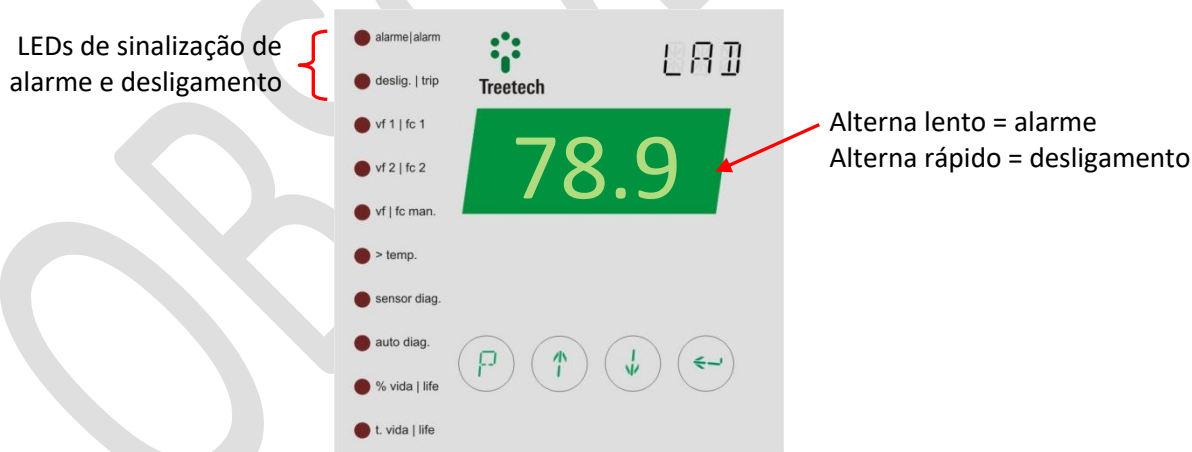 LEDs de sinalização de
alarme e desligamento
alarme|alarm
deslig. | trip
vf 1 | fc 1
vf 2 | fc 2
vf | fc man.
> temp.
sensor diag.
auto diag.
% vida | life
t. vida | life
Treetech
LAD
78.9
P
Alterna lento = alarme
Alterna rápido = desligamento